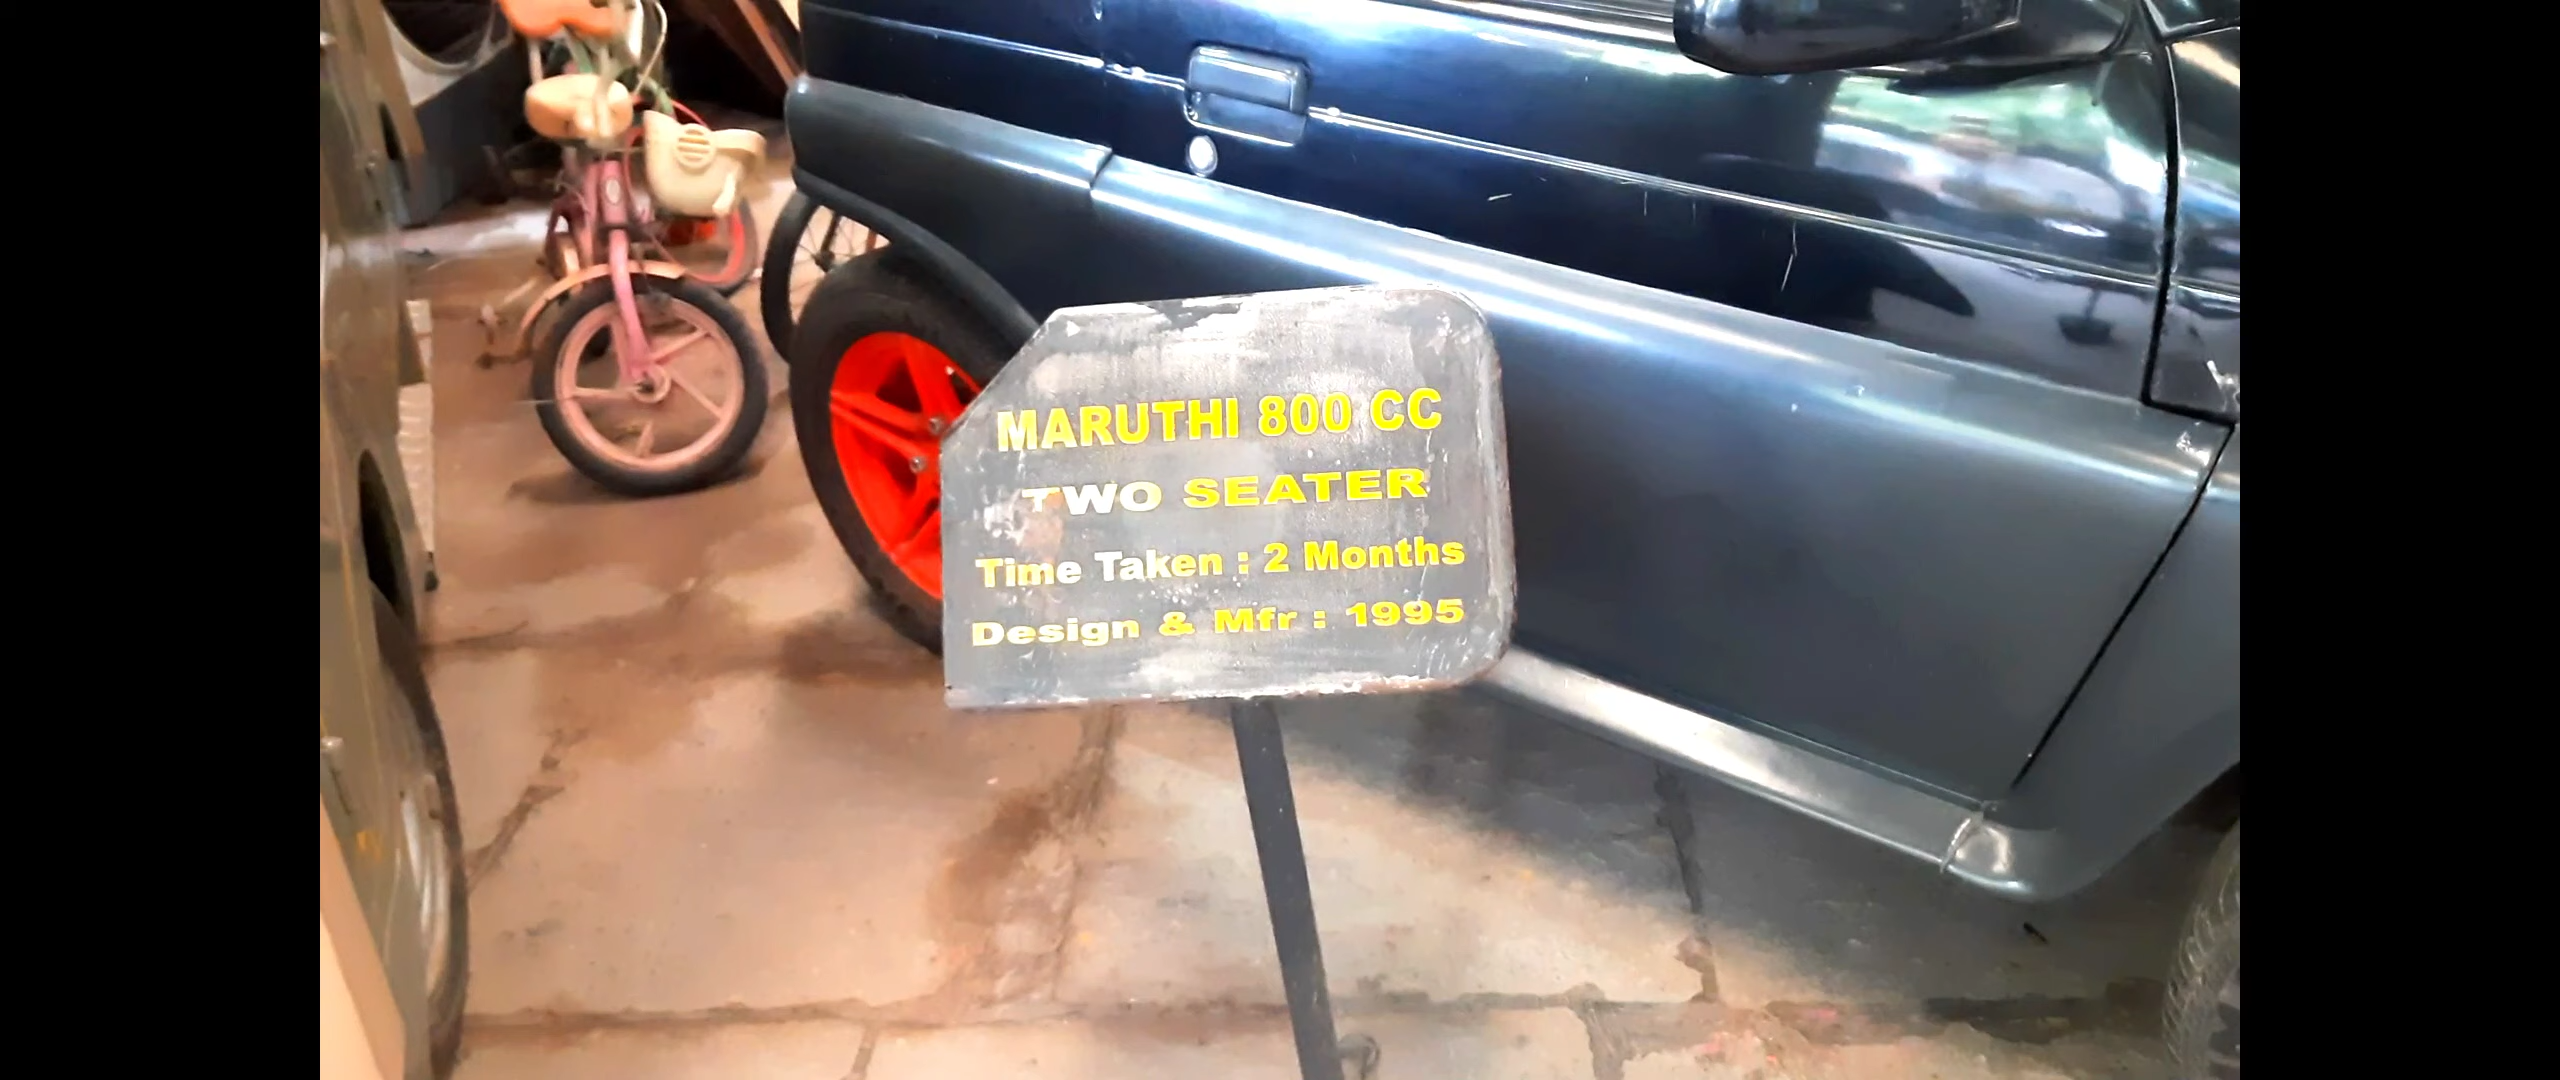 MARUTHI 800 CC
TWO SEATER
Time Taken : 2 Months
Design & Mfr : 1995